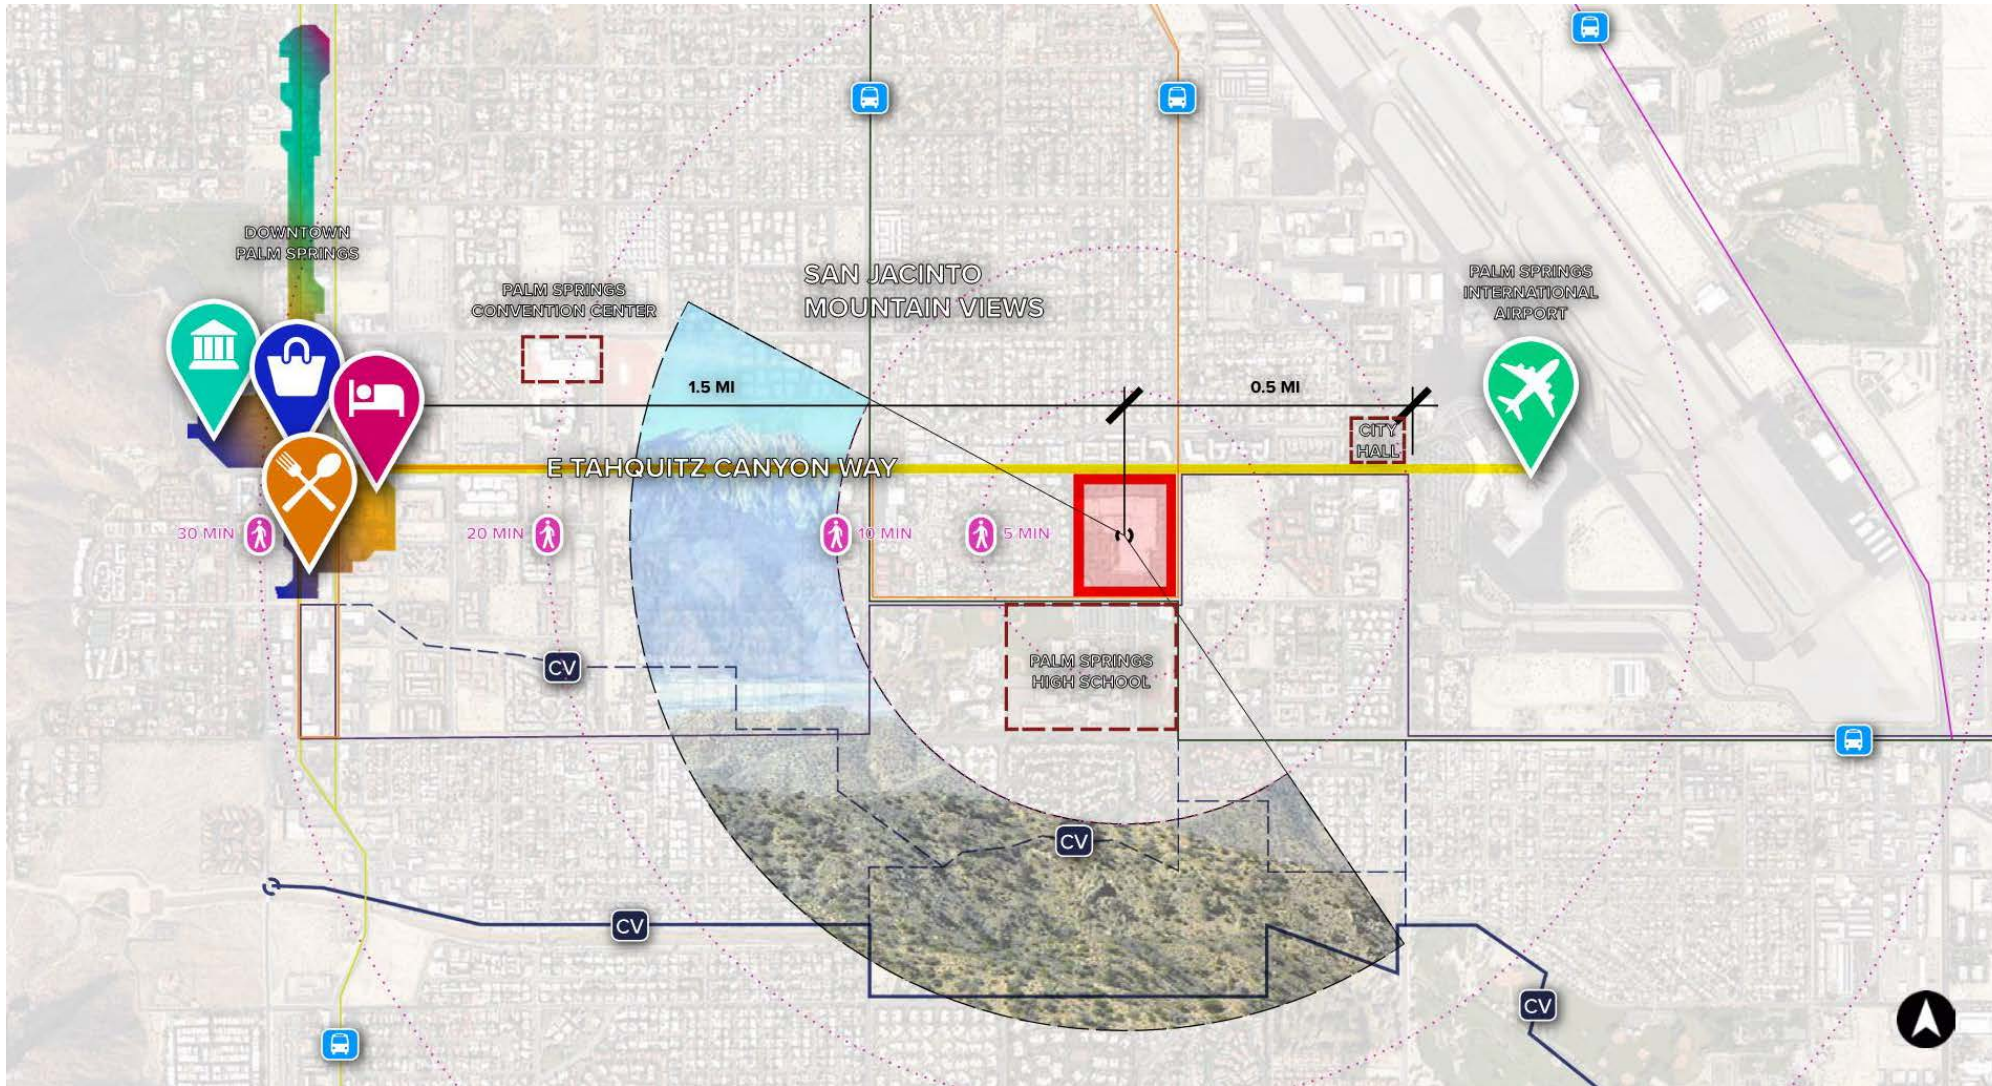 DOWNTOWN
PALM SPRINGS
PALM SPRINGS
CONVENTION CENTER
SAN JACINTO
MOUNTAIN VIEWS
PALM SPRINGS
INTERNATIONAL
AIRPORT
1.5 MI
0.5 MI
CITY
HALL
E TAHQUITZ CANYON WAY
30 MIN
20 MIN
10 MIN
5 MIN
PALM SPRINGS
HIGH SCHOOL
CV
CV
CV
CV